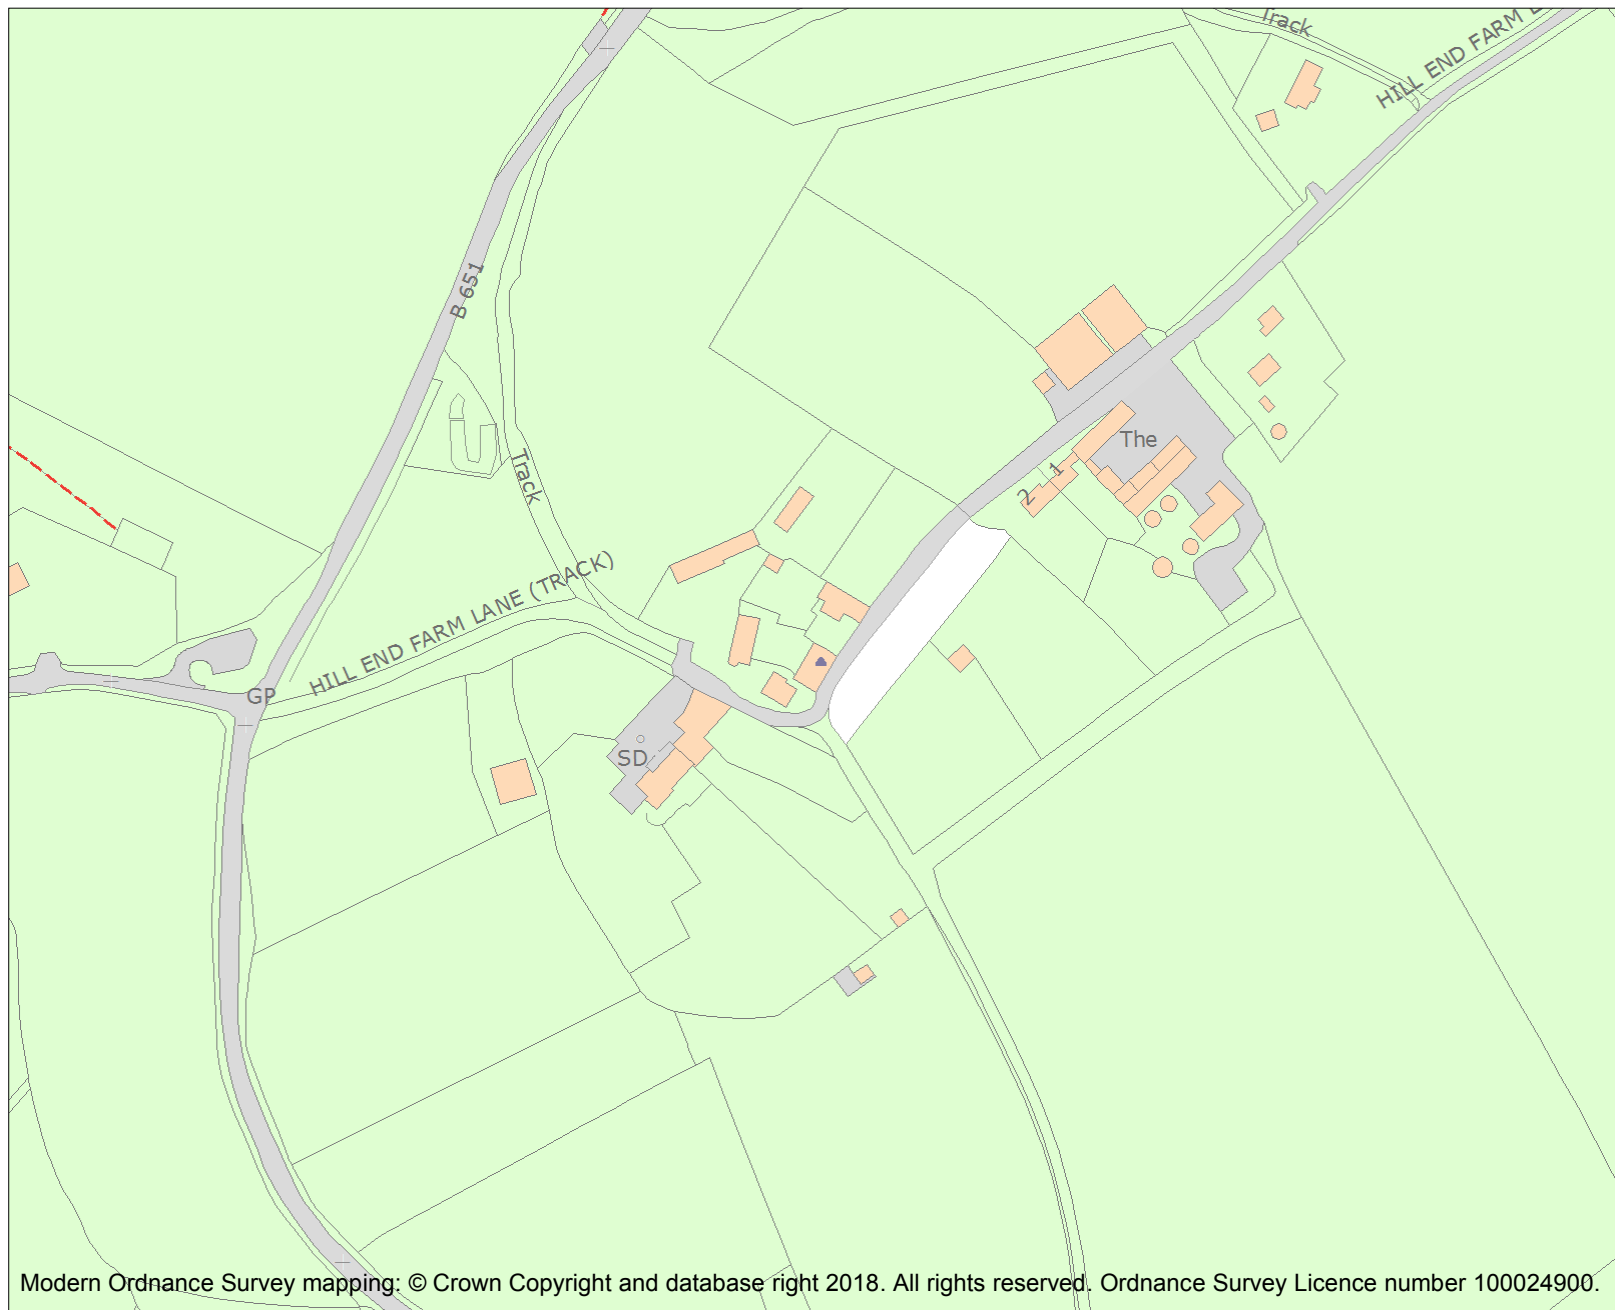 Track
HILL END FARM
B 651
The
1
2
Track
HILL END FARM LANE (TRACK)
GP
SD
Modern Ordnance Survey mapping: © Crown Copyright and database right 2018. All rights reserved. Ordnance Survey Licence number 100024900.